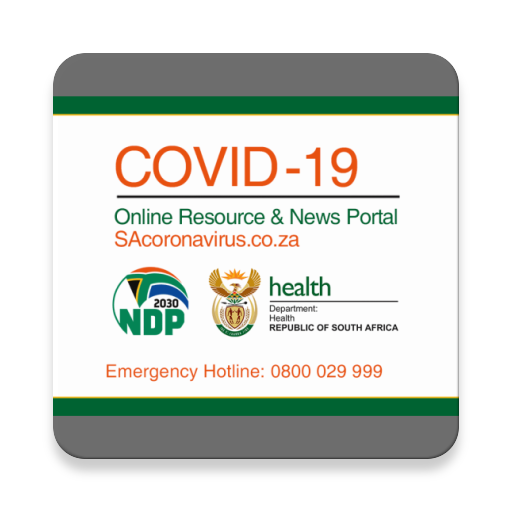 COVID-19
Online Resource & News Portal
SAcoronavirus.co.za
2030
NDP
health
Department:
Health
REPUBLIC OF SOUTH AFRICA
Emergency Hotline: 0800 029 999